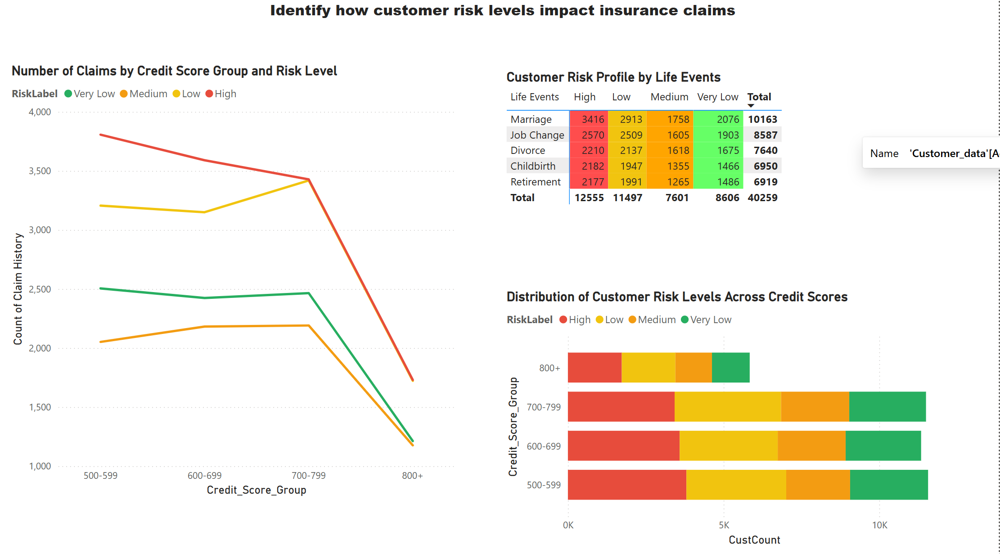 Identify how customer risk levels impact insurance claims
Number of Claims by Credit Score Group and Risk Level
RiskLabel Very Low Medium Low High
4,000
3,500
3,000
2,500
2,000
1,500
1,000
Count of Claim History
500-599 600-699 700-799 800+
Credit_Score_Group
Customer Risk Profile by Life Events
Life Events High Low Medium Very Low Total
Marriage 3416 2913 1758 2076 10163
Job Change 2570 2509 1605 1903 8587
Divorce 2210 2137 1618 1675 7640
Childbirth 2182 1947 1355 1466 6950
Retirement 2177 1991 1265 1486 6919
Total 12555 11497 7601 8606 40259
Name 'Customer_data'[A
Distribution of Customer Risk Levels Across Credit Scores
RiskLabel High Low Medium Very Low
Credit_Score_Group
800+
700-799
600-699
500-599
0K 5K 10K
CustCount